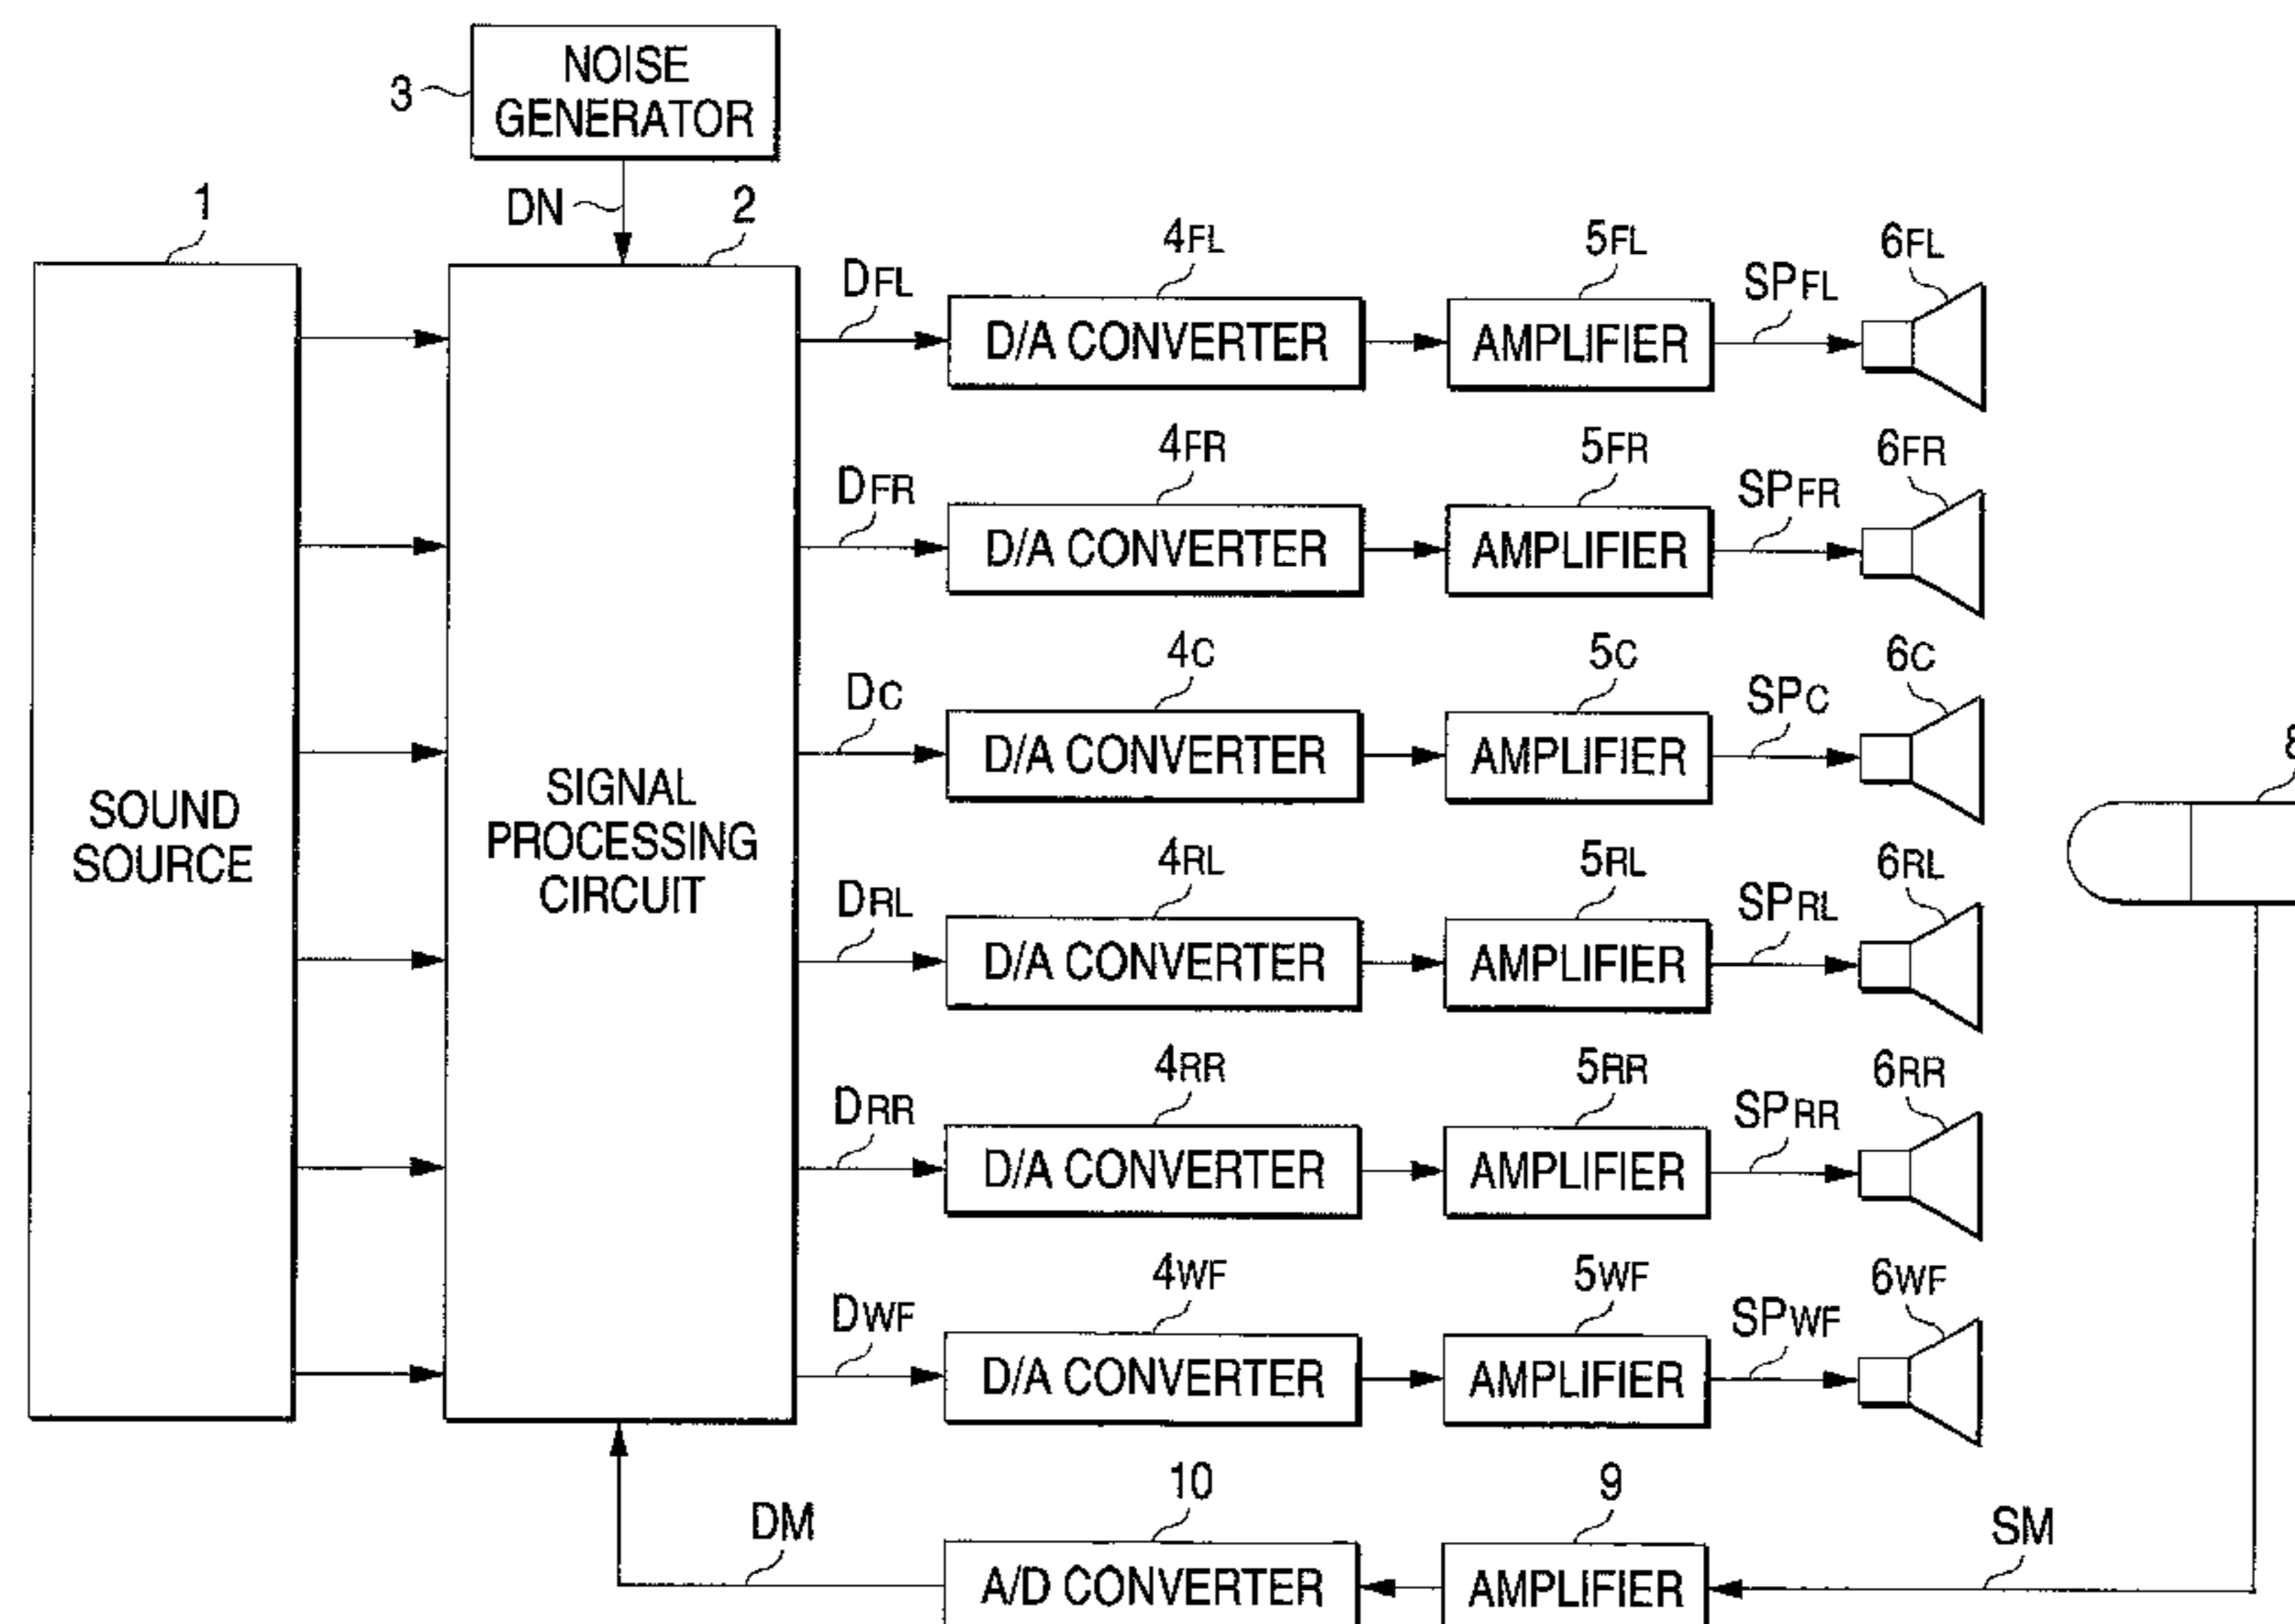 NOISE
GENERATOR
3
DN
1
2
SOUND
SOURCE
SIGNAL
PROCESSING
CIRCUIT
DFL
4FL
D/A CONVERTER
5FL
AMPLIFIER
SPFL
6FL
DFR
4FR
D/A CONVERTER
5FR
AMPLIFIER
SPFR
6FR
DC
4C
D/A CONVERTER
5C
AMPLIFIER
SPC
6C
8
DRL
4RL
D/A CONVERTER
5RL
AMPLIFIER
SPRL
6RL
DRR
4RR
D/A CONVERTER
5RR
AMPLIFIER
SPRR
6RR
DWF
4WF
D/A CONVERTER
5WF
AMPLIFIER
SPWF
6WF
DM
10
A/D CONVERTER
9
AMPLIFIER
SM